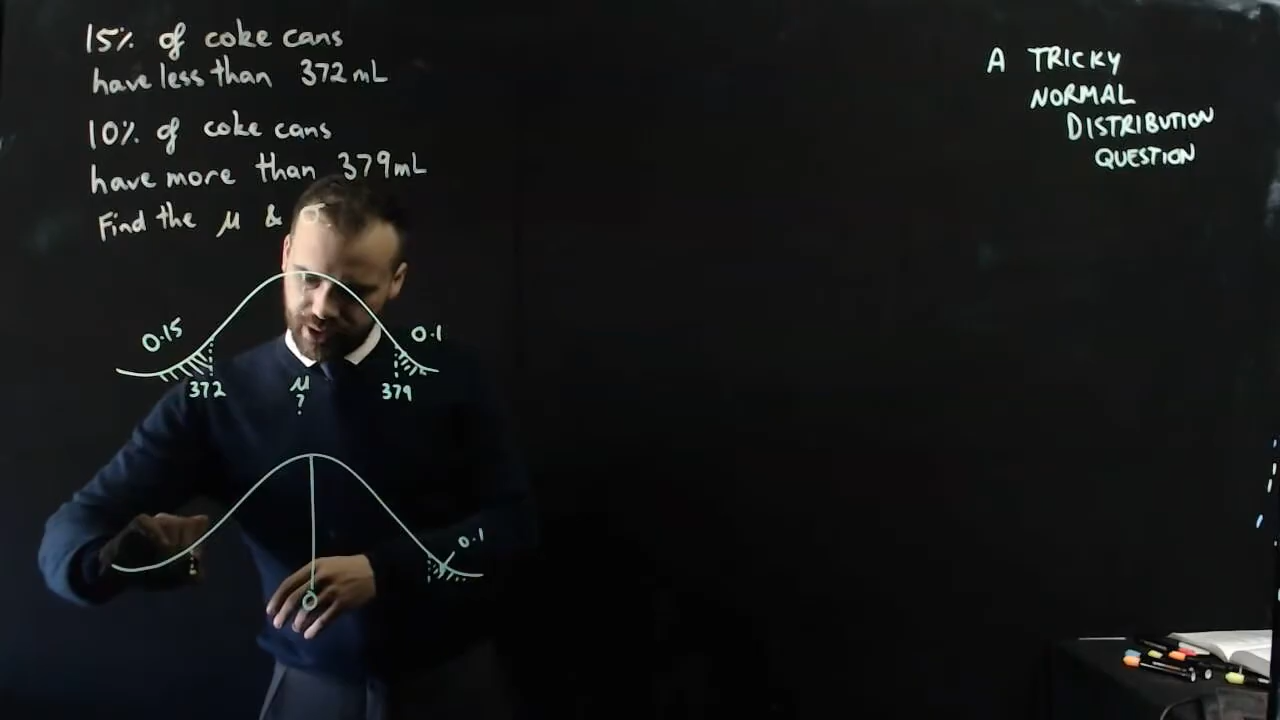 15% of coke cans
have less than 372 mL
10% of coke cans
have more than 379 mL
Find the μ & σ.
A TRICKY
NORMAL
DISTRIBUTION
QUESTION
0.15
0.1
372
μ
?
379
0.1
0